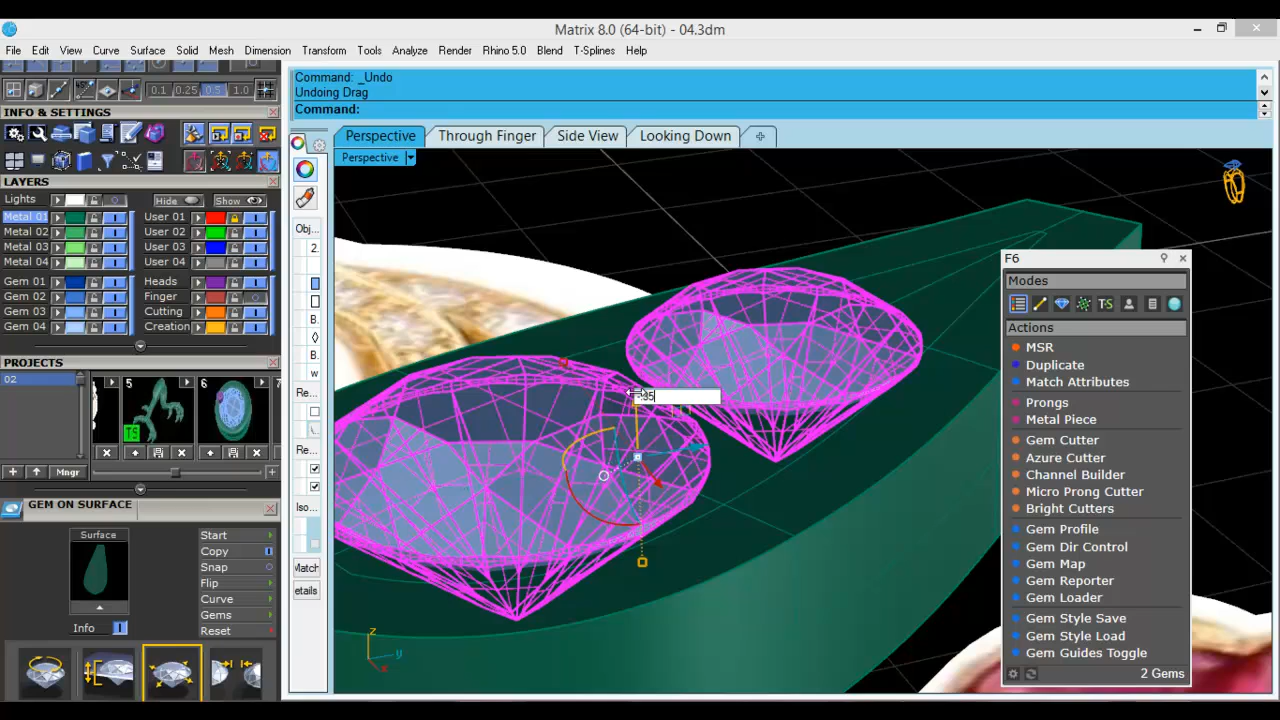 Matrix 8.0 (64-bit) - 04.3dm
File Edit View Curve Surface Solid Mesh Dimension Transform Tools Analyze Render Rhino 5.0 Blend T-Splines Help
Command: _Undo
Undoing Drag
Command:
0.1 0.25 0.5 1.0
INFO & SETTINGS
Perspective Through Finger Side View Looking Down
Perspective
LAYERS
Lights Hide Show
Metal 01 User 01
Metal 02 User 02
Metal 03 User 03
Metal 04 User 04
Gem 01 Heads
Gem 02 Finger
Gem 03 Cutting
Gem 04 Creation
PROJECTS
02 5 6 7
TS
Mngr
GEM ON SURFACE
Surface
Info
Start
Copy
Snap
Flip
Curve
Gems
Reset
Obj...
2.
B.
B.
w
Re...
Re...
Iso...
Match
etails
z
y
x
F6
Modes
T-S
Actions
MSR
Duplicate
Match Attributes
Prongs
Metal Piece
Gem Cutter
Azure Cutter
Channel Builder
Micro Prong Cutter
Bright Cutters
Gem Profile
Gem Dir Control
Gem Map
Gem Reporter
Gem Loader
Gem Style Save
Gem Style Load
Gem Guides Toggle
2 Gems